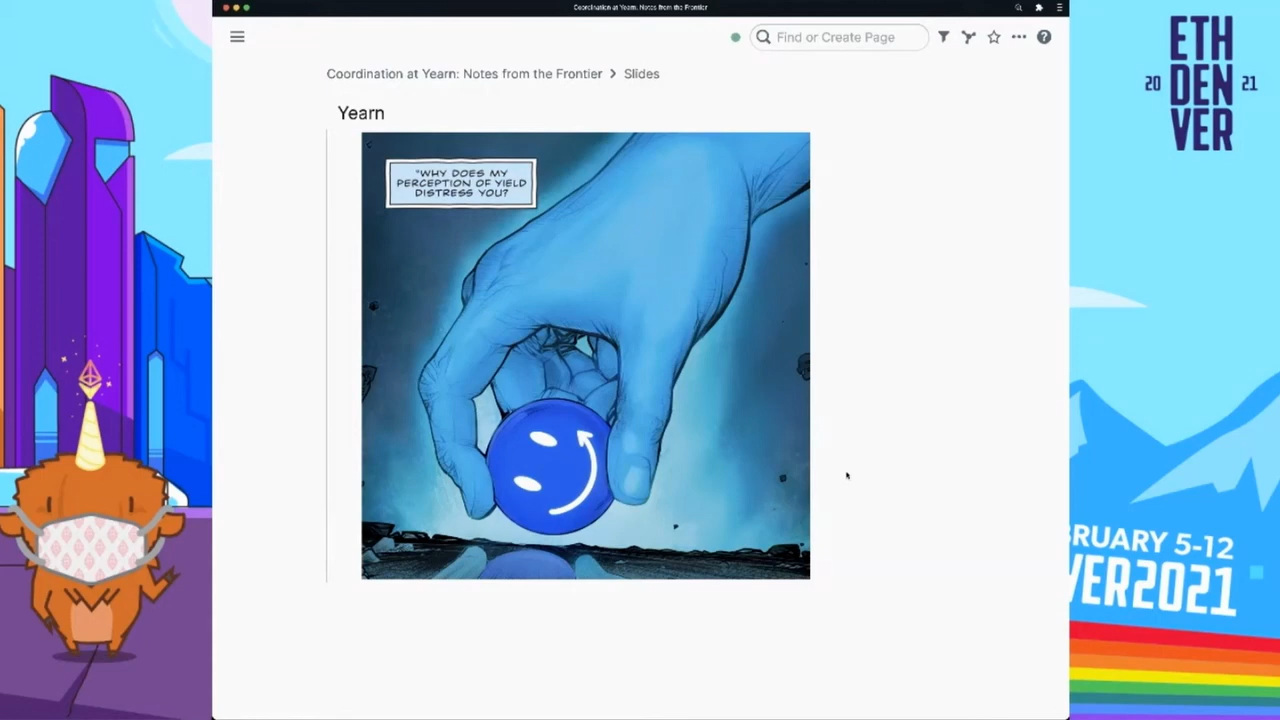 Coordination at Yearn: Notes from the Frontier
Find or Create Page
Coordination at Yearn: Notes from the Frontier > Slides
Yearn
"WHY DOES MY
PERCEPTION OF YIELD
DISTRESS YOU?
ETH
20 DEN 21
VER
BRUARY 5-12
VER2021